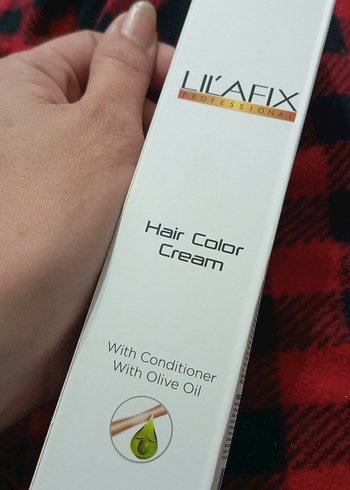 LIL'AFIX
PROFESSIONAL
Hair Color
Cream
With Conditioner
With Olive Oil